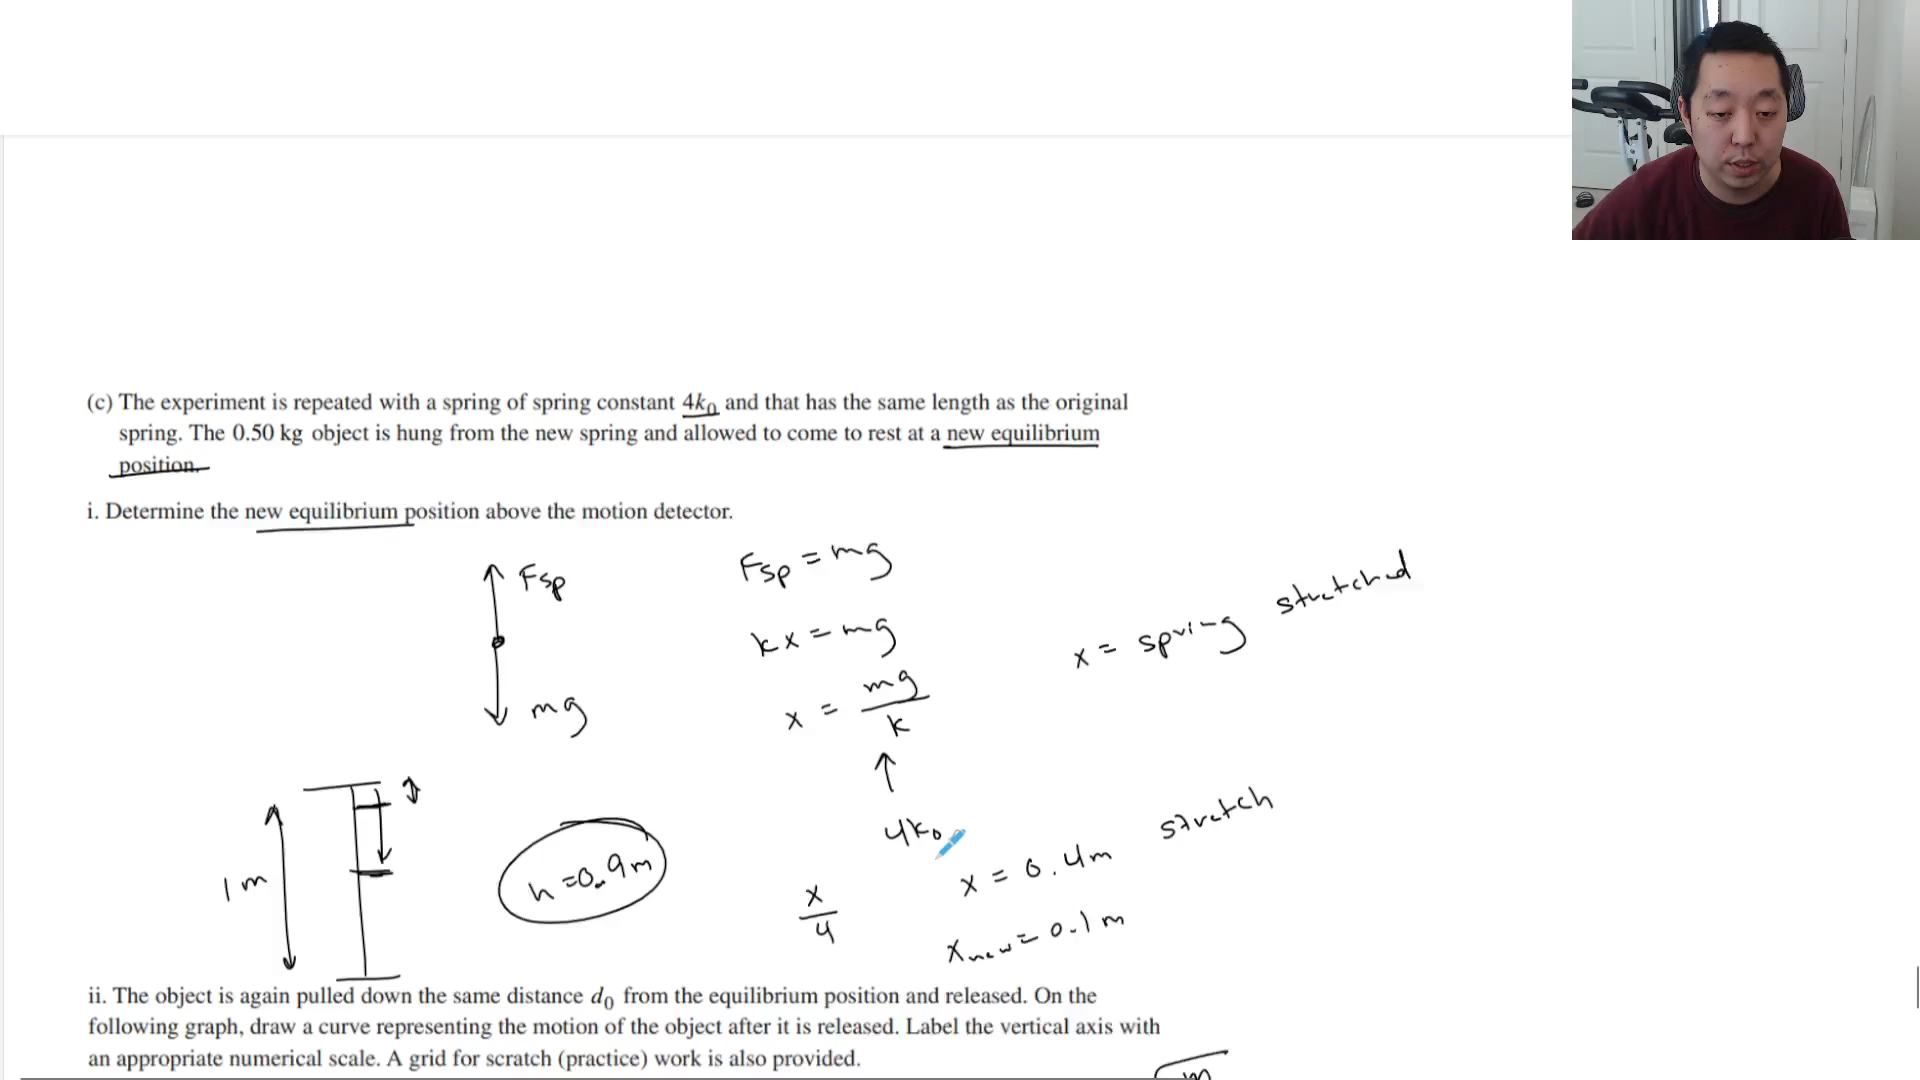 (c) The experiment is repeated with a spring of spring constant 4k₀ and that has the same length as the original
spring. The 0.50 kg object is hung from the new spring and allowed to come to rest at a new equilibrium
position.
i. Determine the new equilibrium position above the motion detector.
Fsp
mg
Fsp = mg
kx = mg
x = mg/k
4k₀
x = spring stretched
1m
h = 0.9m
x/4
x = 0.4m stretch
xnew = 0.1m
ii. The object is again pulled down the same distance d₀ from the equilibrium position and released. On the
following graph, draw a curve representing the motion of the object after it is released. Label the vertical axis with
an appropriate numerical scale. A grid for scratch (practice) work is also provided.
m